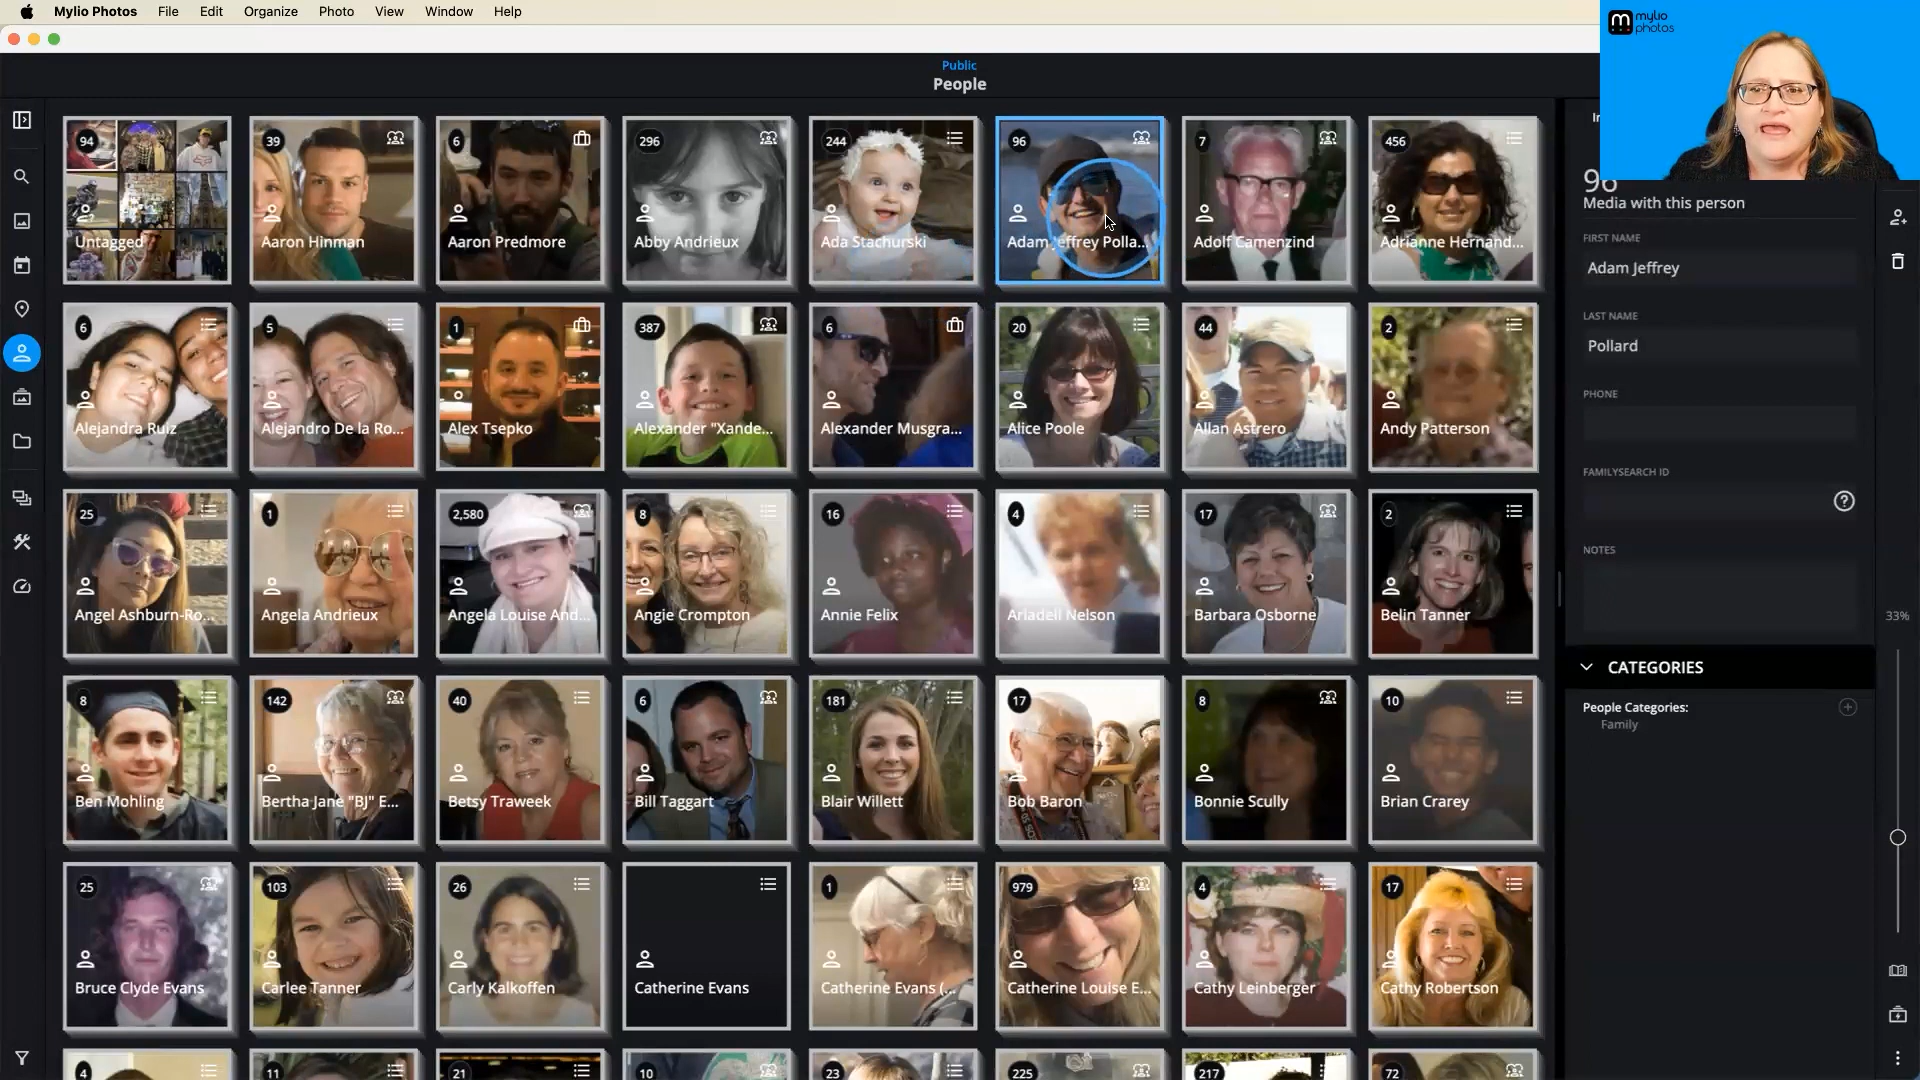 Mylio Photos File Edit Organize Photo View Window Help
mylio
photos
Public
People
94
Untagged
39
Aaron Hinman
6
Aaron Predmore
296
Abby Andrieux
244
Ada Stachurski
96
Adam Jeffrey Polla...
7
Adolf Camenzind
456
Adrianne Hernand...
6
Alejandra Ruiz
5
Alejandro De la Ro...
1
Alex Tsepko
387
Alexander "Xande...
6
Alexander Musgra...
20
Alice Poole
44
Allan Astrero
2
Andy Patterson
25
Angel Ashburn-Ro...
1
Angela Andrieux
2,580
Angela Louise And...
8
Angie Crompton
16
Annie Felix
4
Ariadell Nelson
17
Barbara Osborne
2
Belin Tanner
8
Ben Mohling
142
Bertha Jane "BJ" E...
40
Betsy Traweek
6
Bill Taggart
181
Blair Willett
17
Bob Baron
8
Bonnie Scully
10
Brian Crarey
25
Bruce Clyde Evans
103
Carlee Tanner
26
Carly Kalkoffen
Catherine Evans
1
Catherine Evans (...
979
Catherine Louise E...
4
Cathy Leinberger
17
Cathy Robertson
4
11
21
10
23
225
217
72
96
Media with this person
FIRST NAME
Adam Jeffrey
LAST NAME
Pollard
PHONE
FAMILYSEARCH ID
NOTES
33%
CATEGORIES
People Categories:
Family